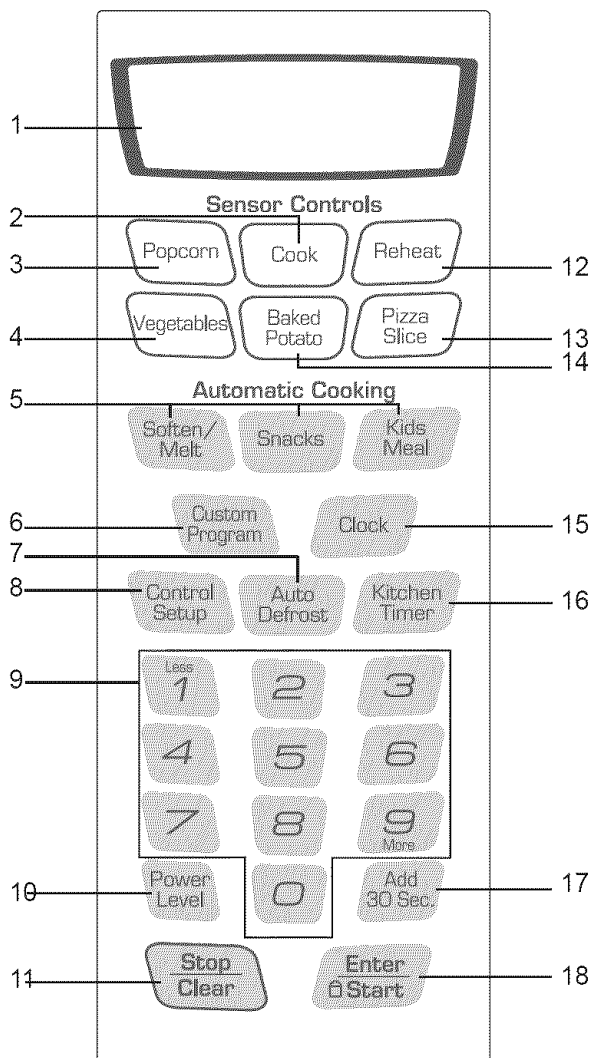 1
Sensor Controls
2
Popcorn
Cook
Reheat
3
12
Vegetables
Baked
Potato
Pizza
Slice
4
13
14
Automatic Cooking
5
Soften/
Melt
Snacks
Kids
Meal
6
Custom
Program
Clock
15
7
8
Control
Setup
Auto
Defrost
Kitchen
Timer
16
9
Less
1
2
3
4
5
6
7
8
9
More
10
Power
Level
0
Add
30 Sec.
17
11
Stop
Clear
Enter
Start
18